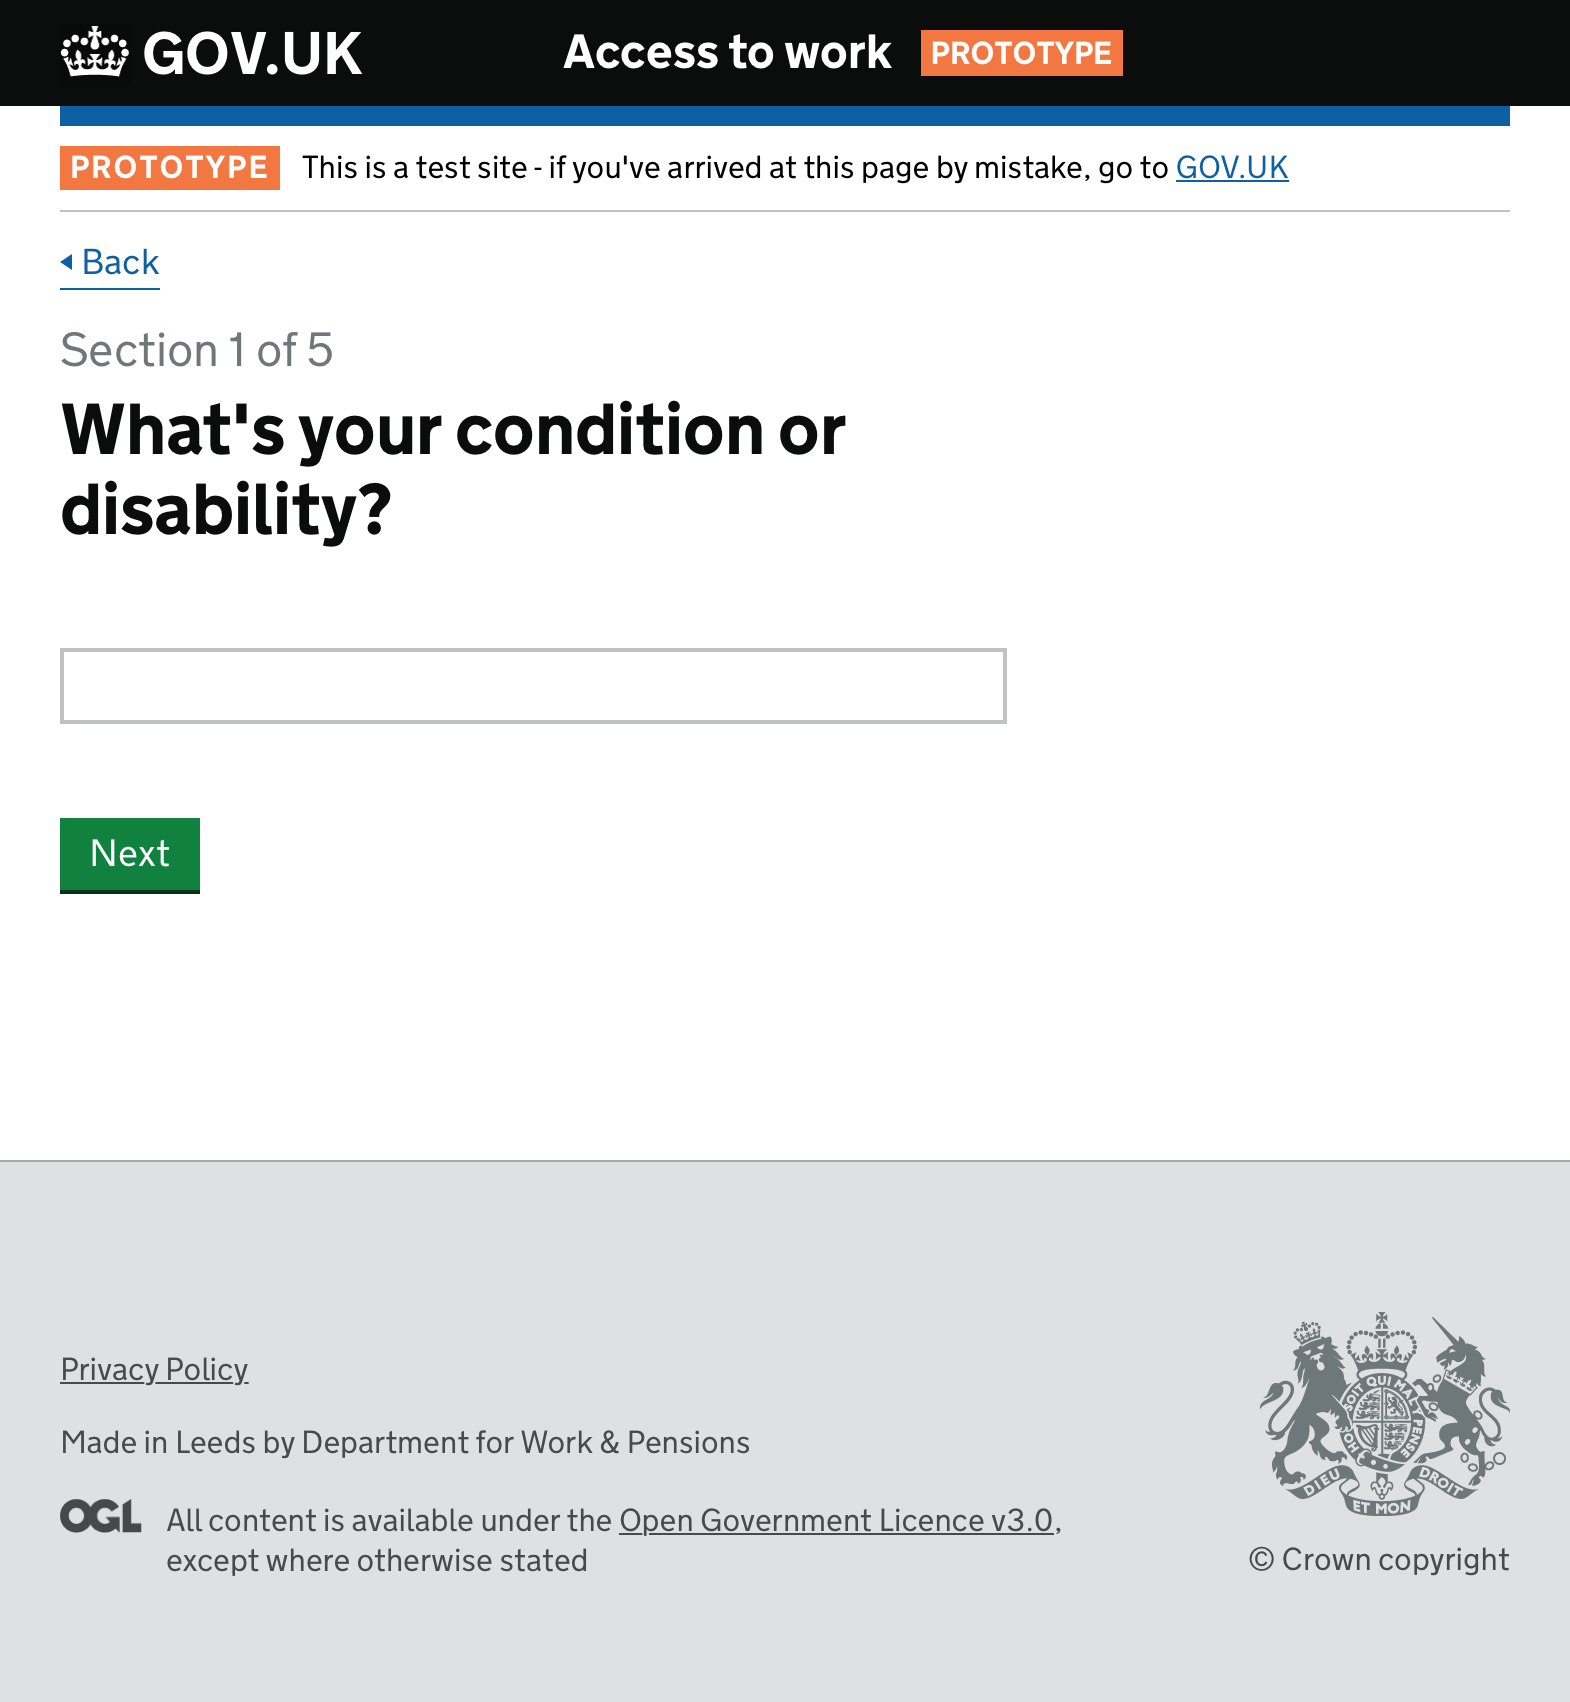 GOV.UK Access to work PROTOTYPE
PROTOTYPE This is a test site - if you've arrived at this page by mistake, go to GOV.UK
Back
Section 1 of 5
What's your condition or
disability?
Next
Privacy Policy
Made in Leeds by Department for Work & Pensions
OGL All content is available under the Open Government Licence v3.0,
except where otherwise stated
HONI SOIT QUI MAL Y PENSE
DIEU ET MON DROIT
© Crown copyright